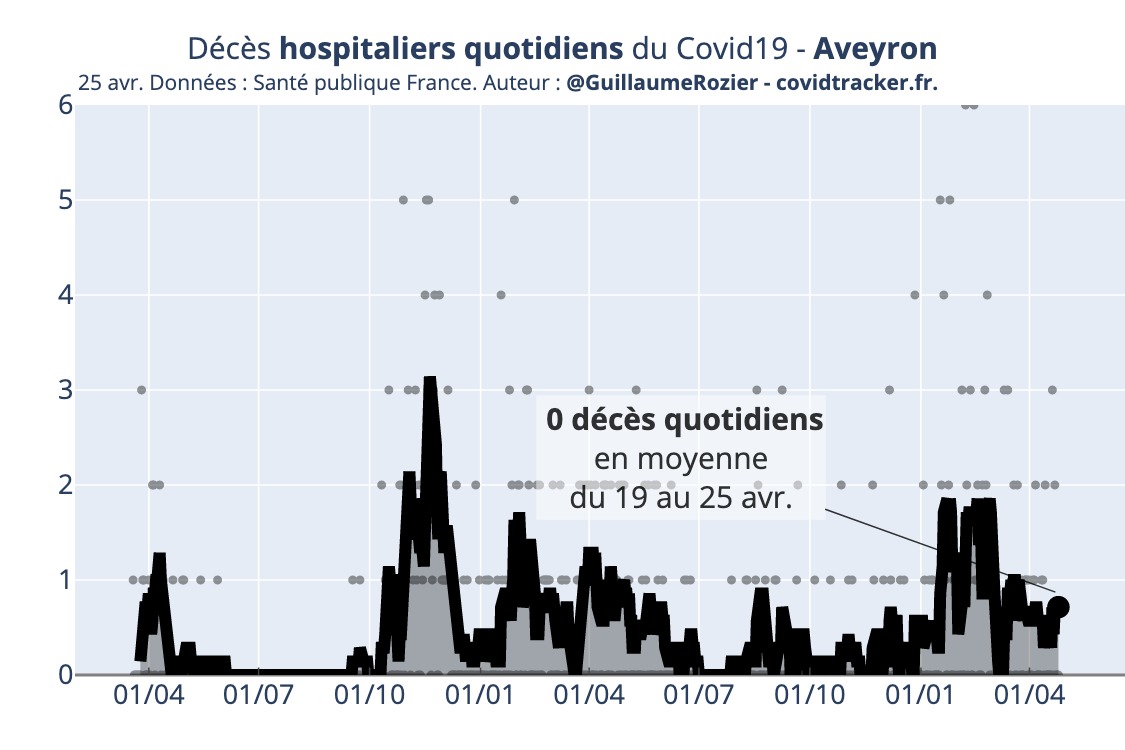 Décès hospitaliers quotidiens du Covid19 - Aveyron
25 avr. Données : Santé publique France. Auteur : @GuillaumeRozier - covidtracker.fr.
6
5
4
3
2
1
0
0 décès quotidiens
en moyenne
du 19 au 25 avr.
01/04 01/07 01/10 01/01 01/04 01/07 01/10 01/01 01/04